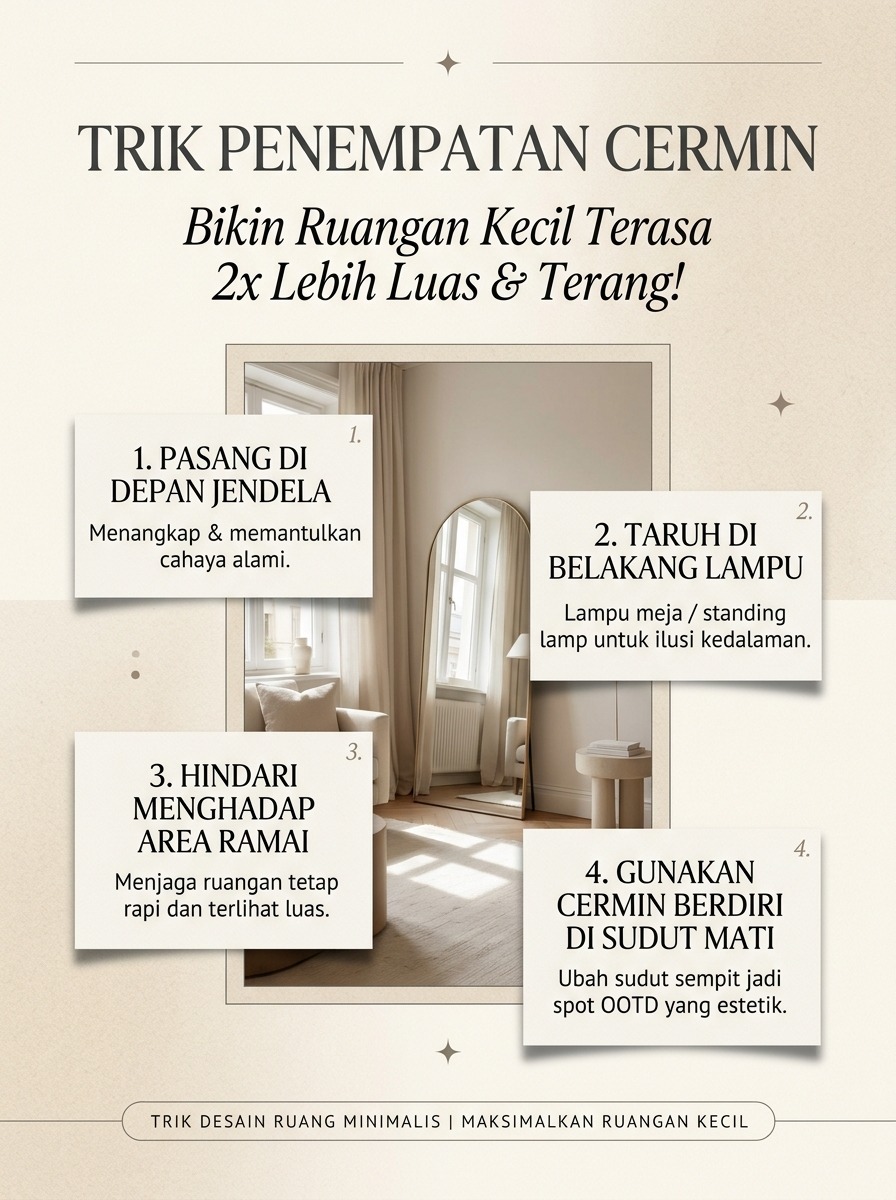 TRIK PENEMPATAN CERMIN
Bikin Ruangan Kecil Terasa
2x Lebih Luas & Terang!
1.
1. PASANG DI
DEPAN JENDELA
Menangkap & memantulkan
cahaya alami.
2.
2. TARUH DI
BELAKANG LAMPU
Lampu meja / standing
lamp untuk ilusi kedalaman.
3.
3. HINDARI
MENGHADAP
AREA RAMAI
Menjaga ruangan tetap
rapi dan terlihat luas.
4.
4. GUNAKAN
CERMIN BERDIRI
DI SUDUT MATI
Ubah sudut sempit jadi
spot OOTD yang estetik.
TRIK DESAIN RUANG MINIMALIS | MAKSIMALKAN RUANGAN KECIL